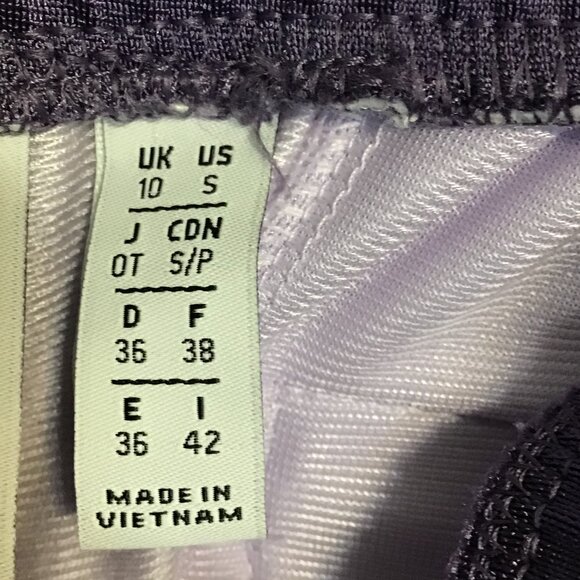 UK US
10 S
J CDN
OT S/P
D F
36 38
E I
36 42
MADE IN
VIETNAM